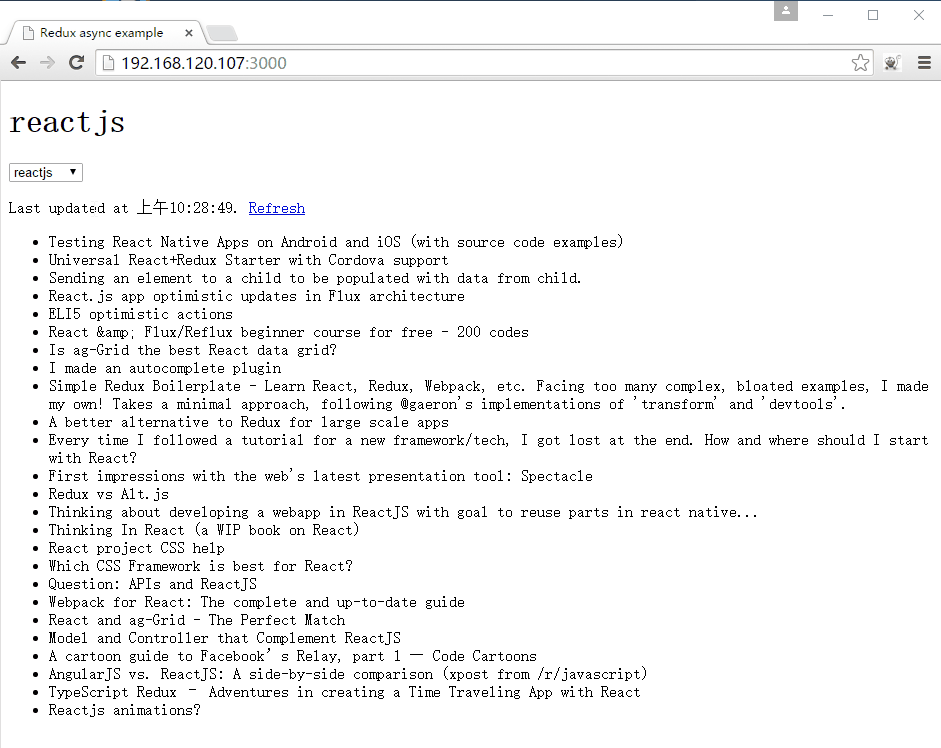 Redux async example
192.168.120.107:3000
reactjs
reactjs
Last updated at 上午10:28:49. Refresh
Testing React Native Apps on Android and iOS (with source code examples)
Universal React+Redux Starter with Cordova support
Sending an element to a child to be populated with data from child.
React.js app optimistic updates in Flux architecture
ELI5 optimistic actions
React &amp; Flux/Reflux beginner course for free - 200 codes
Is ag-Grid the best React data grid?
I made an autocomplete plugin
Simple Redux Boilerplate - Learn React, Redux, Webpack, etc. Facing too many complex, bloated examples, I made
my own! Takes a minimal approach, following @gaeron's implementations of 'transform' and 'devtools'.
A better alternative to Redux for large scale apps
Every time I followed a tutorial for a new framework/tech, I got lost at the end. How and where should I start
with React?
First impressions with the web's latest presentation tool: Spectacle
Redux vs Alt.js
Thinking about developing a webapp in ReactJS with goal to reuse parts in react native...
Thinking In React (a WIP book on React)
React project CSS help
Which CSS Framework is best for React?
Question: APIs and ReactJS
Webpack for React: The complete and up-to-date guide
React and ag-Grid - The Perfect Match
Model and Controller that Complement ReactJS
A cartoon guide to Facebook’s Relay, part 1 — Code Cartoons
AngularJS vs. ReactJS: A side-by-side comparison (xpost from /r/javascript)
TypeScript Redux – Adventures in creating a Time Traveling App with React
Reactjs animations?